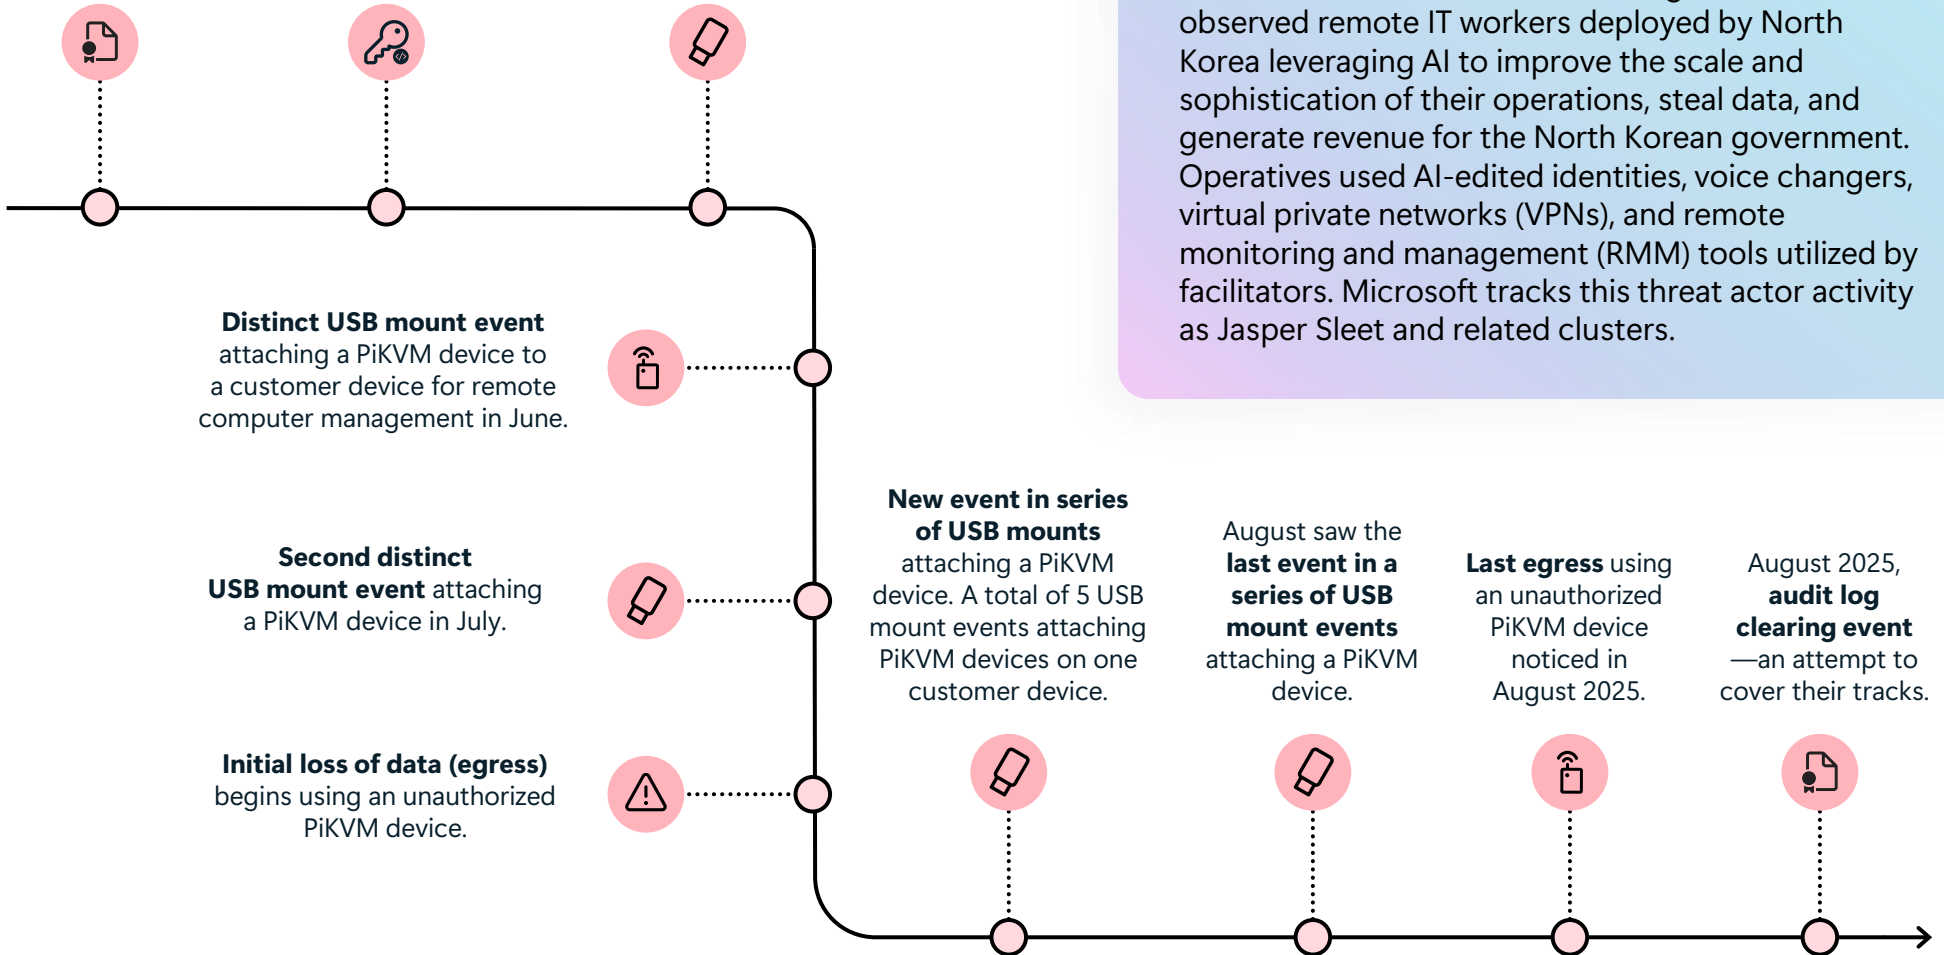 observed remote IT workers deployed by North
Korea leveraging AI to improve the scale and
sophistication of their operations, steal data, and
generate revenue for the North Korean government.
Operatives used AI-edited identities, voice changers,
virtual private networks (VPNs), and remote
monitoring and management (RMM) tools utilized by
facilitators. Microsoft tracks this threat actor activity
as Jasper Sleet and related clusters.
Distinct USB mount event
attaching a PiKVM device to
a customer device for remote
computer management in June.
Second distinct
USB mount event attaching
a PiKVM device in July.
Initial loss of data (egress)
begins using an unauthorized
PiKVM device.
New event in series
of USB mounts
attaching a PiKVM
device. A total of 5 USB
mount events attaching
PiKVM devices on one
customer device.
August saw the
last event in a
series of USB
mount events
attaching a PiKVM
device.
Last egress using
an unauthorized
PiKVM device
noticed in
August 2025.
August 2025,
audit log
clearing event
—an attempt to
cover their tracks.